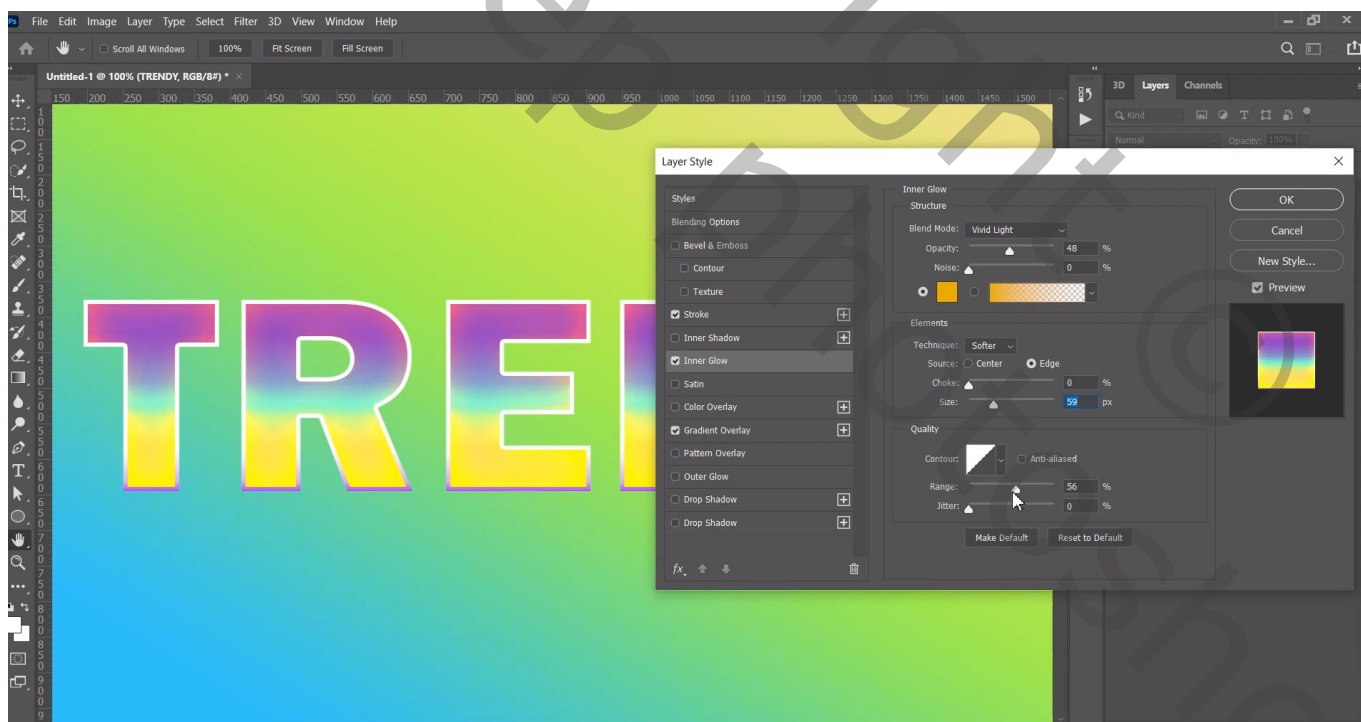 Ps File Edit Image Layer Type Select Filter 3D View Window Help
Scroll All Windows 100% Fit Screen Fill Screen
Untitled-1 @ 100% (TRENDY, RGB/8#) * ×
150 200 250 300 350 400 450 500 550 600 650 700 750 800 850 900 950 1000 1050 1100 1150 1200 1250 1300 1350 1400 1450 1500
3D Layers Channels
Kind
Normal Opacity: 100%
TRE
Layer Style
Styles
Blending Options
Bevel & Emboss
Contour
Texture
Stroke
Inner Shadow
Inner Glow
Satin
Color Overlay
Gradient Overlay
Pattern Overlay
Outer Glow
Drop Shadow
Drop Shadow
fx
Inner Glow
Structure
Blend Mode: Vivid Light
Opacity: 48 %
Noise: 0 %
Elements
Technique: Softer
Source: Center Edge
Choke: 0 %
Size: 59 px
Quality
Contour: Anti-aliased
Range: 56 %
Jitter: 0 %
Make Default Reset to Default
OK
Cancel
New Style...
Preview